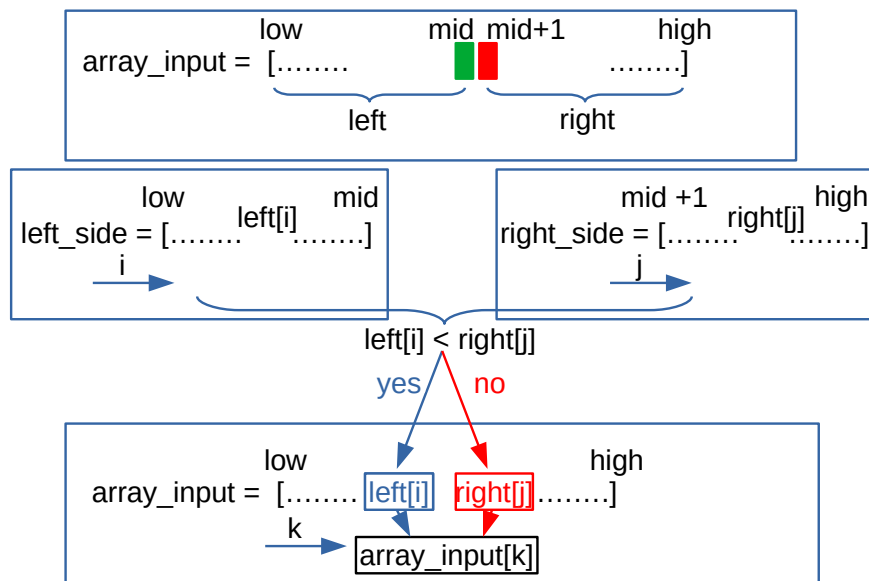 low mid mid+1 high
array_input = [........ ........]
left right
low mid
left_side = [........ left[i] ........]
i
mid +1 high
right_side = [........ right[j] ........]
j
left[i] < right[j]
yes no
low high
array_input = [........ left[i] right[j] ........]
k
array_input[k]